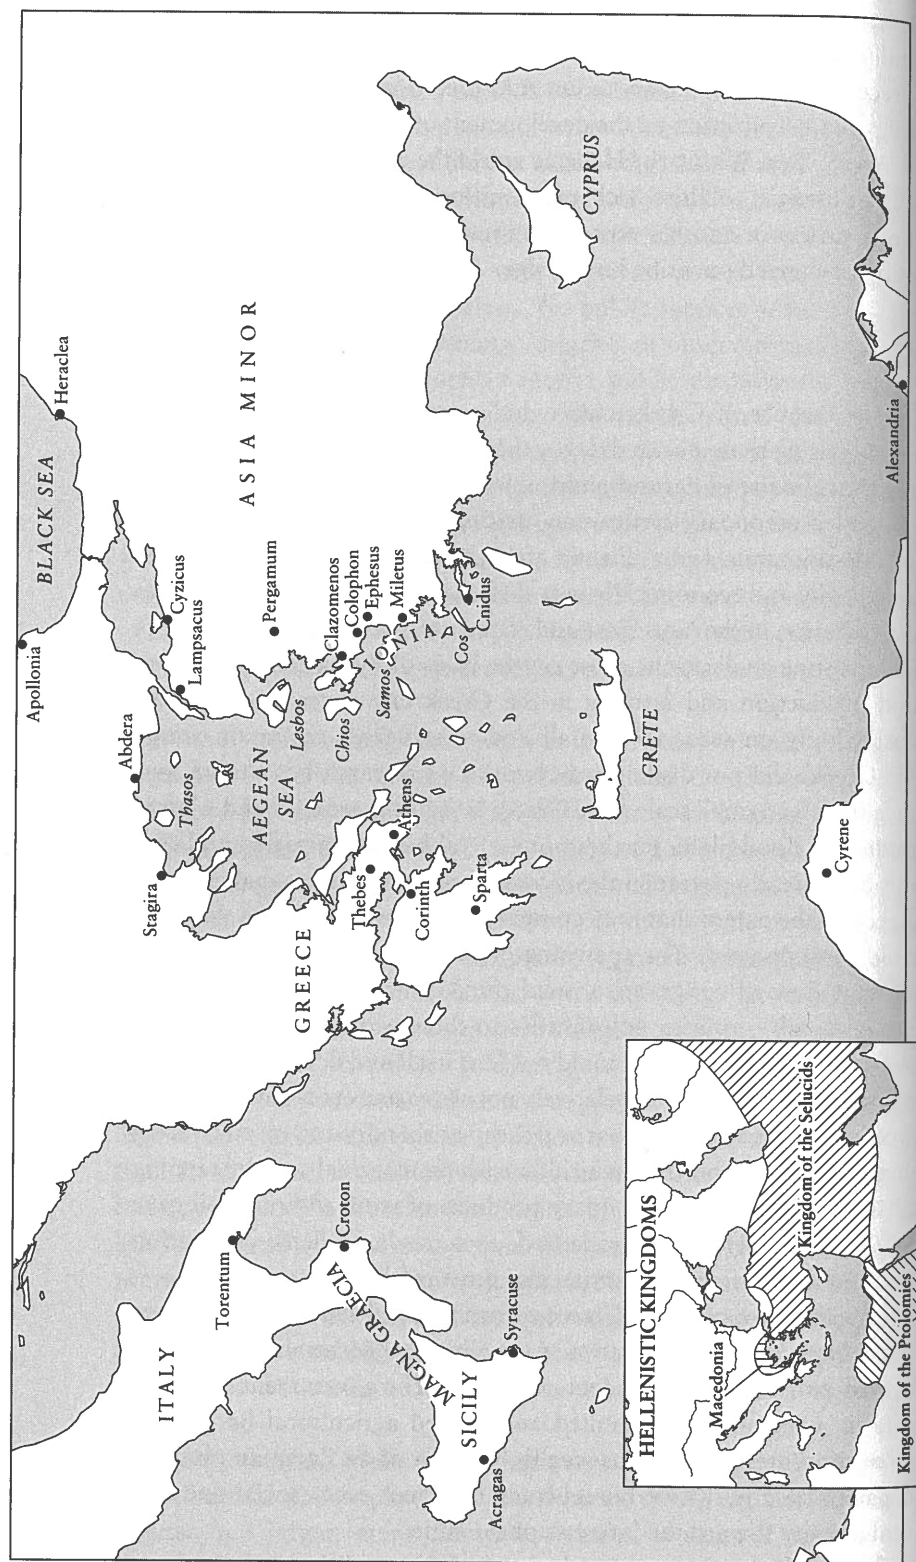 BLACK SEA
Heraclea
Apollonia
Cyzicus
Lampsacus
Abdera
Thasos
Stagira
ASIA MINOR
Pergamum
AEGEAN
SEA
Lesbos
Chios
Clazomenos
Colophon
Ephesus
Miletus
IONIA
Samos
Cos
Cnidus
CYPRUS
CRETE
GREECE
Thebes
Athens
Corinth
Sparta
ITALY
Torentum
Croton
MAGNA GRAECIA
SICILY
Syracuse
Acragas
Cyrene
Alexandria
HELLENISTIC KINGDOMS
Macedonia
Kingdom of the Selucids
Kingdom of the Ptolomies